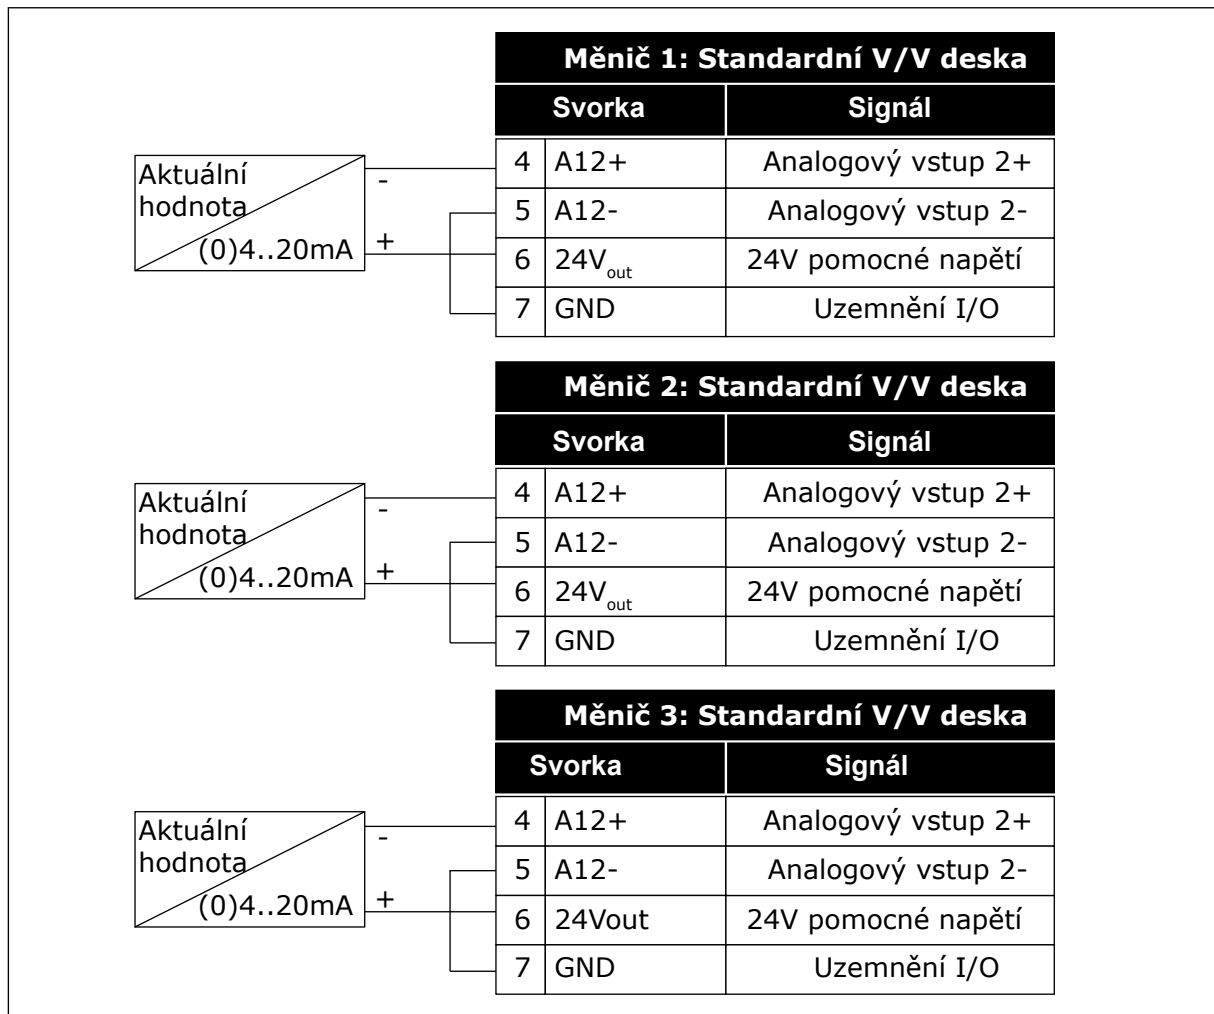 Měnič 1: Standardní V/V deska
Svorka Signál
Aktuální
hodnota
(0)4..20mA
-
+
4 A12+ Analogový vstup 2+
5 A12- Analogový vstup 2-
6 24Vout 24V pomocné napětí
7 GND Uzemnění I/O
Měnič 2: Standardní V/V deska
Svorka Signál
Aktuální
hodnota
(0)4..20mA
-
+
4 A12+ Analogový vstup 2+
5 A12- Analogový vstup 2-
6 24Vout 24V pomocné napětí
7 GND Uzemnění I/O
Měnič 3: Standardní V/V deska
Svorka Signál
Aktuální
hodnota
(0)4..20mA
-
+
4 A12+ Analogový vstup 2+
5 A12- Analogový vstup 2-
6 24Vout 24V pomocné napětí
7 GND Uzemnění I/O